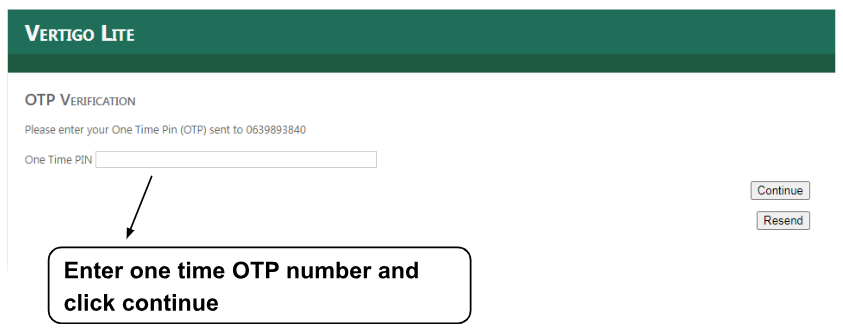 Vertigo Lite
OTP Verification
Please enter your One Time Pin (OTP) sent to 0639893840
One Time PIN
Continue
Resend
Enter one time OTP number and
click continue